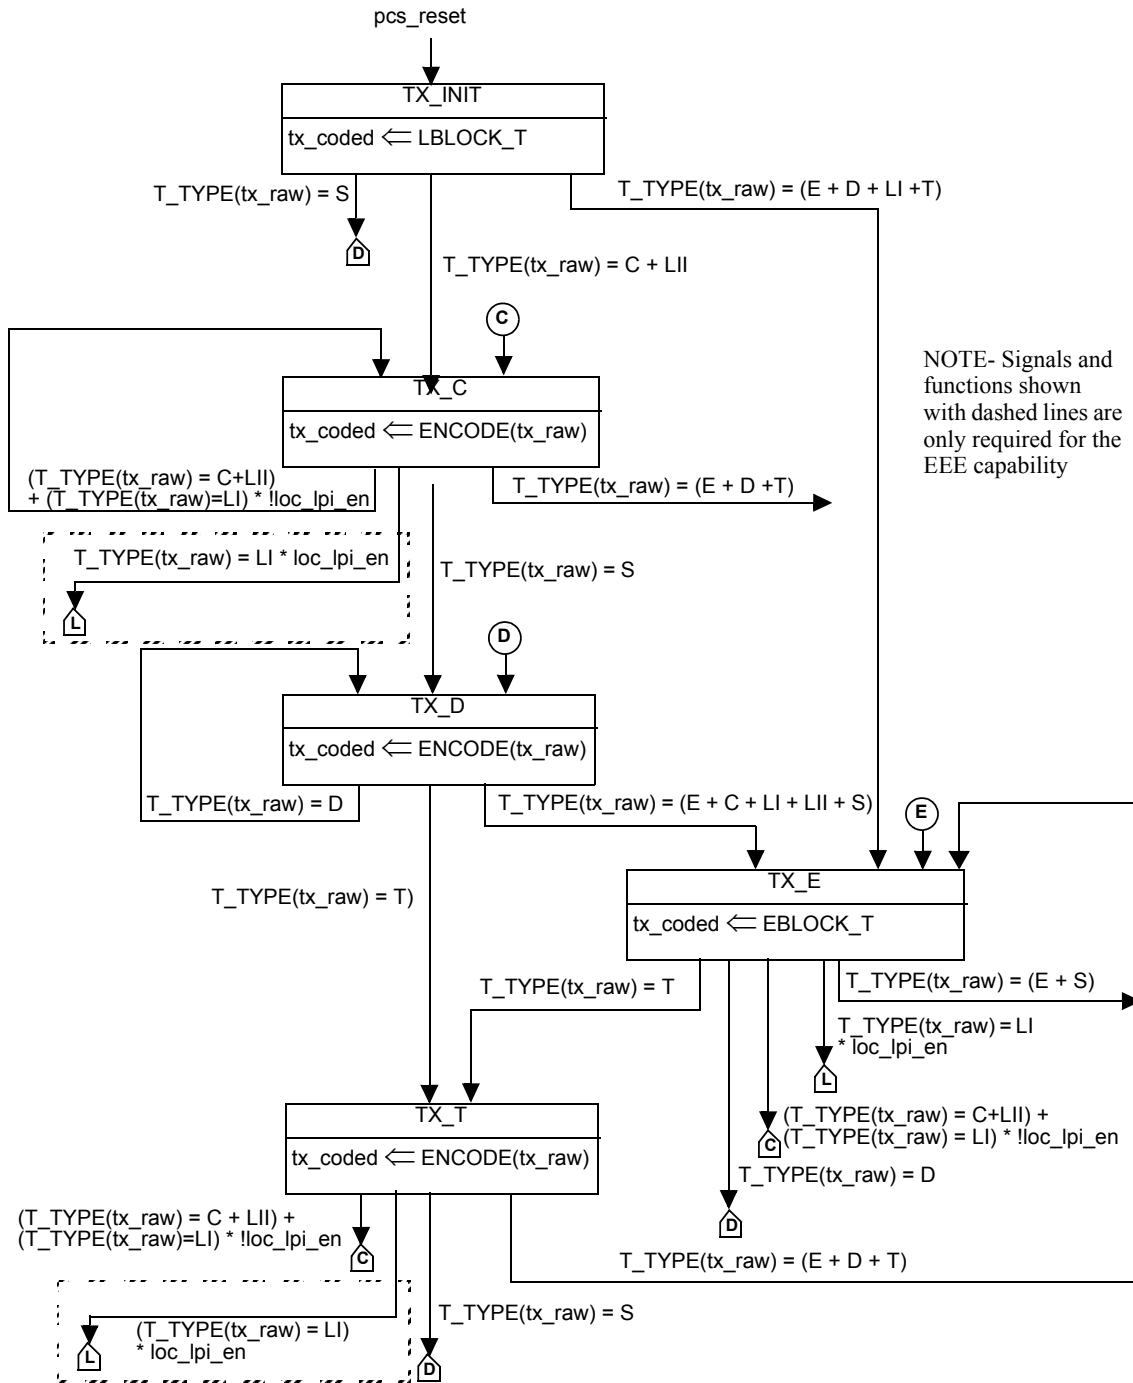 pcs_reset
TX_INIT
tx_coded ⇐ LBLOCK_T
T_TYPE(tx_raw) = S
T_TYPE(tx_raw) = (E + D + LI +T)
D
T_TYPE(tx_raw) = C + LII
C
NOTE- Signals and
functions shown
with dashed lines are
only required for the
EEE capability
TX_C
tx_coded ⇐ ENCODE(tx_raw)
(T_TYPE(tx_raw) = C+LII)
+ (T_TYPE(tx_raw)=LI) * !loc_lpi_en
T_TYPE(tx_raw) = (E + D +T)
T_TYPE(tx_raw) = LI * loc_lpi_en
T_TYPE(tx_raw) = S
L
D
TX_D
tx_coded ⇐ ENCODE(tx_raw)
T_TYPE(tx_raw) = D
T_TYPE(tx_raw) = (E + C + LI + LII + S)
E
TX_E
tx_coded ⇐ EBLOCK_T
T_TYPE(tx_raw) = T)
T_TYPE(tx_raw) = T
T_TYPE(tx_raw) = (E + S)
T_TYPE(tx_raw) = LI
* loc_lpi_en
L
(T_TYPE(tx_raw) = C+LII) +
(T_TYPE(tx_raw) = LI) * !loc_lpi_en
C
T_TYPE(tx_raw) = D
D
TX_T
tx_coded ⇐ ENCODE(tx_raw)
(T_TYPE(tx_raw) = C + LII) +
(T_TYPE(tx_raw)=LI) * !loc_lpi_en
C
T_TYPE(tx_raw) = (E + D + T)
T_TYPE(tx_raw) = S
(T_TYPE(tx_raw) = LI)
* loc_lpi_en
L
D